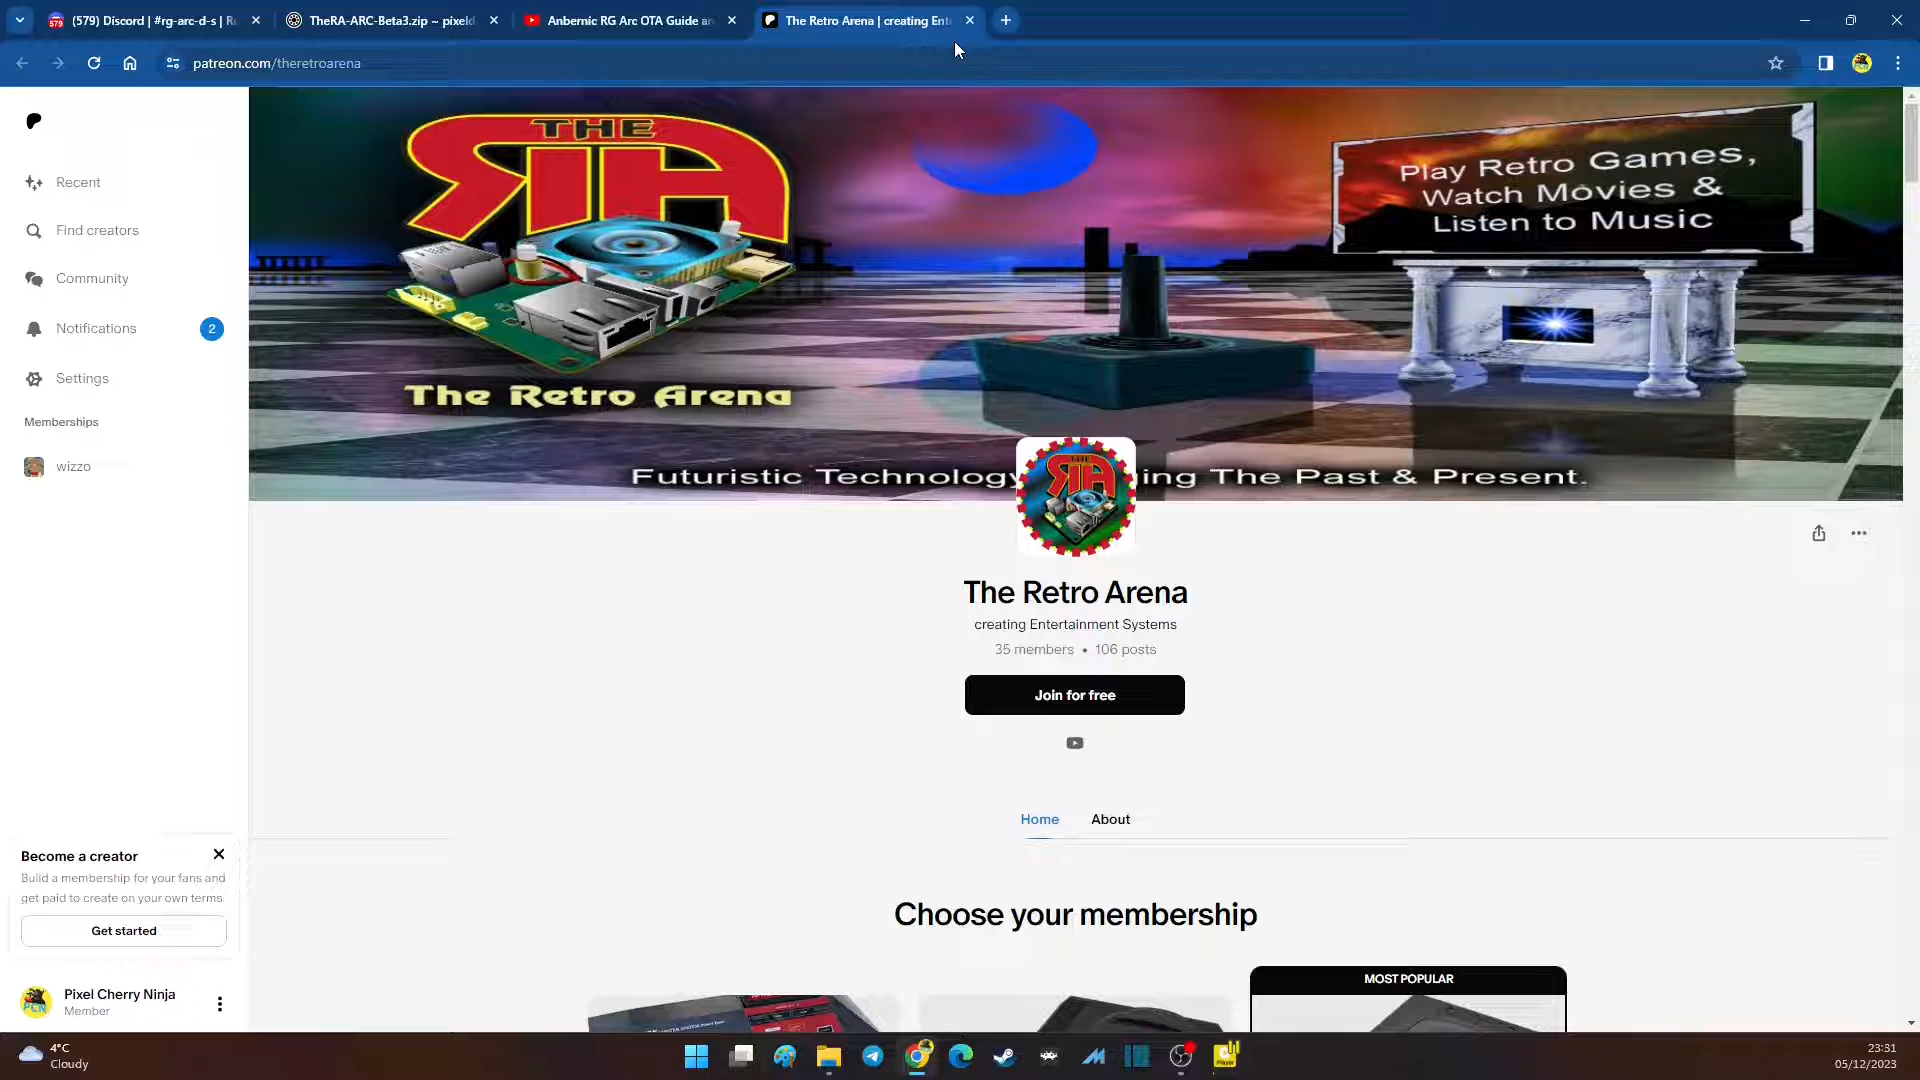 (579) Discord | #rg-arc-d-s | R
TheRA-ARC-Beta3.zip ~ pixeld
Anbernic RG Arc OTA Guide an
The Retro Arena | creating Ent
patreon.com/theretroarena
Recent
Find creators
Community
Notifications
2
Settings
Memberships
wizzo
THE
RA
The Retro Arena
Play Retro Games,
Watch Movies &
Listen to Music
Futuristic Technology
ing The Past & Present.
THE
RA
The Retro Arena
creating Entertainment Systems
35 members • 106 posts
Join for free
Home
About
Choose your membership
MOST POPULAR
Become a creator
Build a membership for your fans and
get paid to create on your own terms.
Get started
Pixel Cherry Ninja
Member
4°C
Cloudy
23:31
05/12/2023